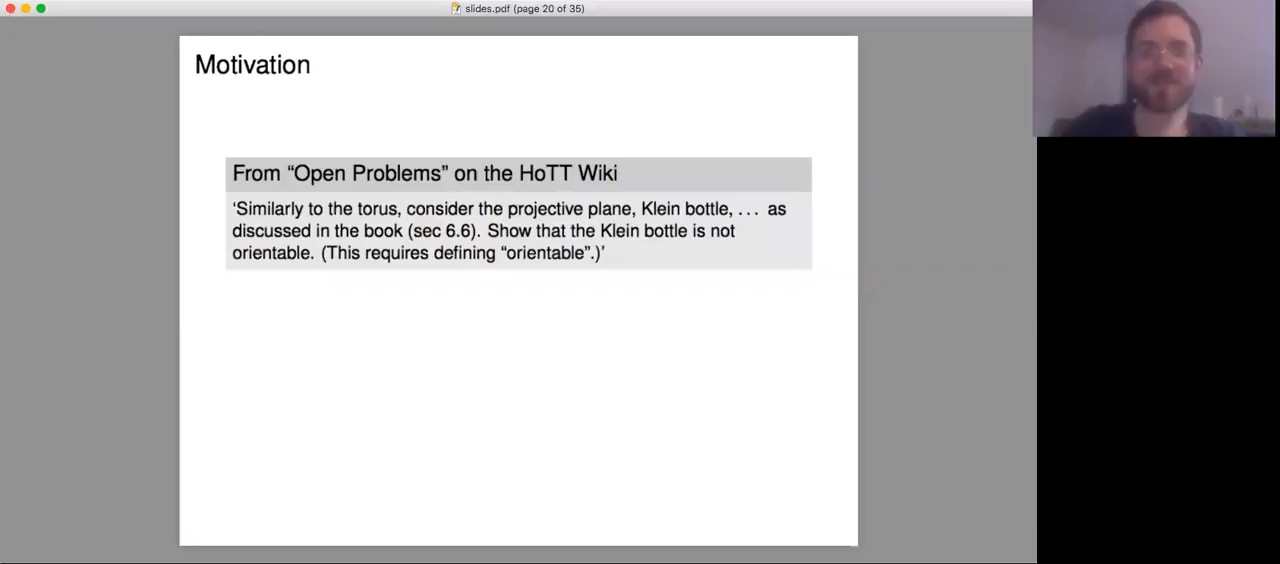 slides.pdf (page 20 of 35)
Motivation
From “Open Problems” on the HoTT Wiki
‘Similarly to the torus, consider the projective plane, Klein bottle, . . . as
discussed in the book (sec 6.6). Show that the Klein bottle is not
orientable. (This requires defining “orientable”.)’